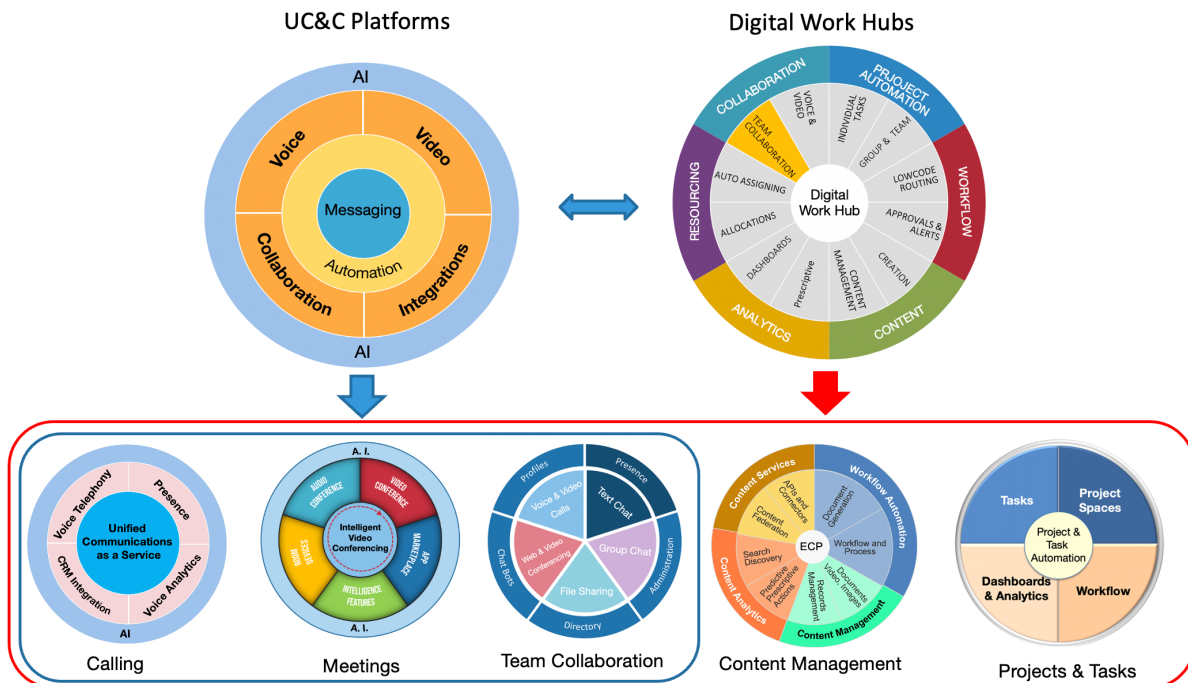 UC&C Platforms
Digital Work Hubs
AI
Voice
Video
Messaging
Automation
Collaboration
Integrations
AI
COLLABORATION
PRJOJECT
AUTOMATION
WORKFLOW
CONTENT
ANALYTICS
RESOURCING
VOICE &
VIDEO
INDIVIDUAL
TASKS
GROUP & TEAM
LOWCODE
ROUTING
APPROVALS &
ALERTS
CREATION
CONTENT
MANAGEMENT
Prescriptive
DASHBOARDS
ALLOCATIONS
AUTO ASSIGNING
TEAM
COLLABORATION
Digital
Work Hub
Voice Telephony
Presence
Unified
Communications
as a Service
CRM Integration
Voice Analytics
AI
Calling
A. I.
AUDIO
CONFERENCE
VIDEO
CONFERENCE
Intelligent
Video
Conferencing
ROOM
DEVICES
APP
MARKETPLACE
INTELLIGENCE
FEATURES
A. I.
Meetings
Profiles
Presence
Voice & Video
Calls
Text Chat
Web & Video
Conferencing
Group Chat
File Sharing
Chat Bots
Administration
Directory
Team Collaboration
Content Services
Workflow Automation
APIs and
Connectors
Document
Generation
Content
Federation
ECP
Workflow and
Process
Search
Discovery
Predictive
Prescriptive
Actions
Records
Management
Documents
Video, Images
Content Analytics
Content Management
Content Management
Tasks
Project
Spaces
Project &
Task
Automation
Dashboards
& Analytics
Workflow
Projects & Tasks